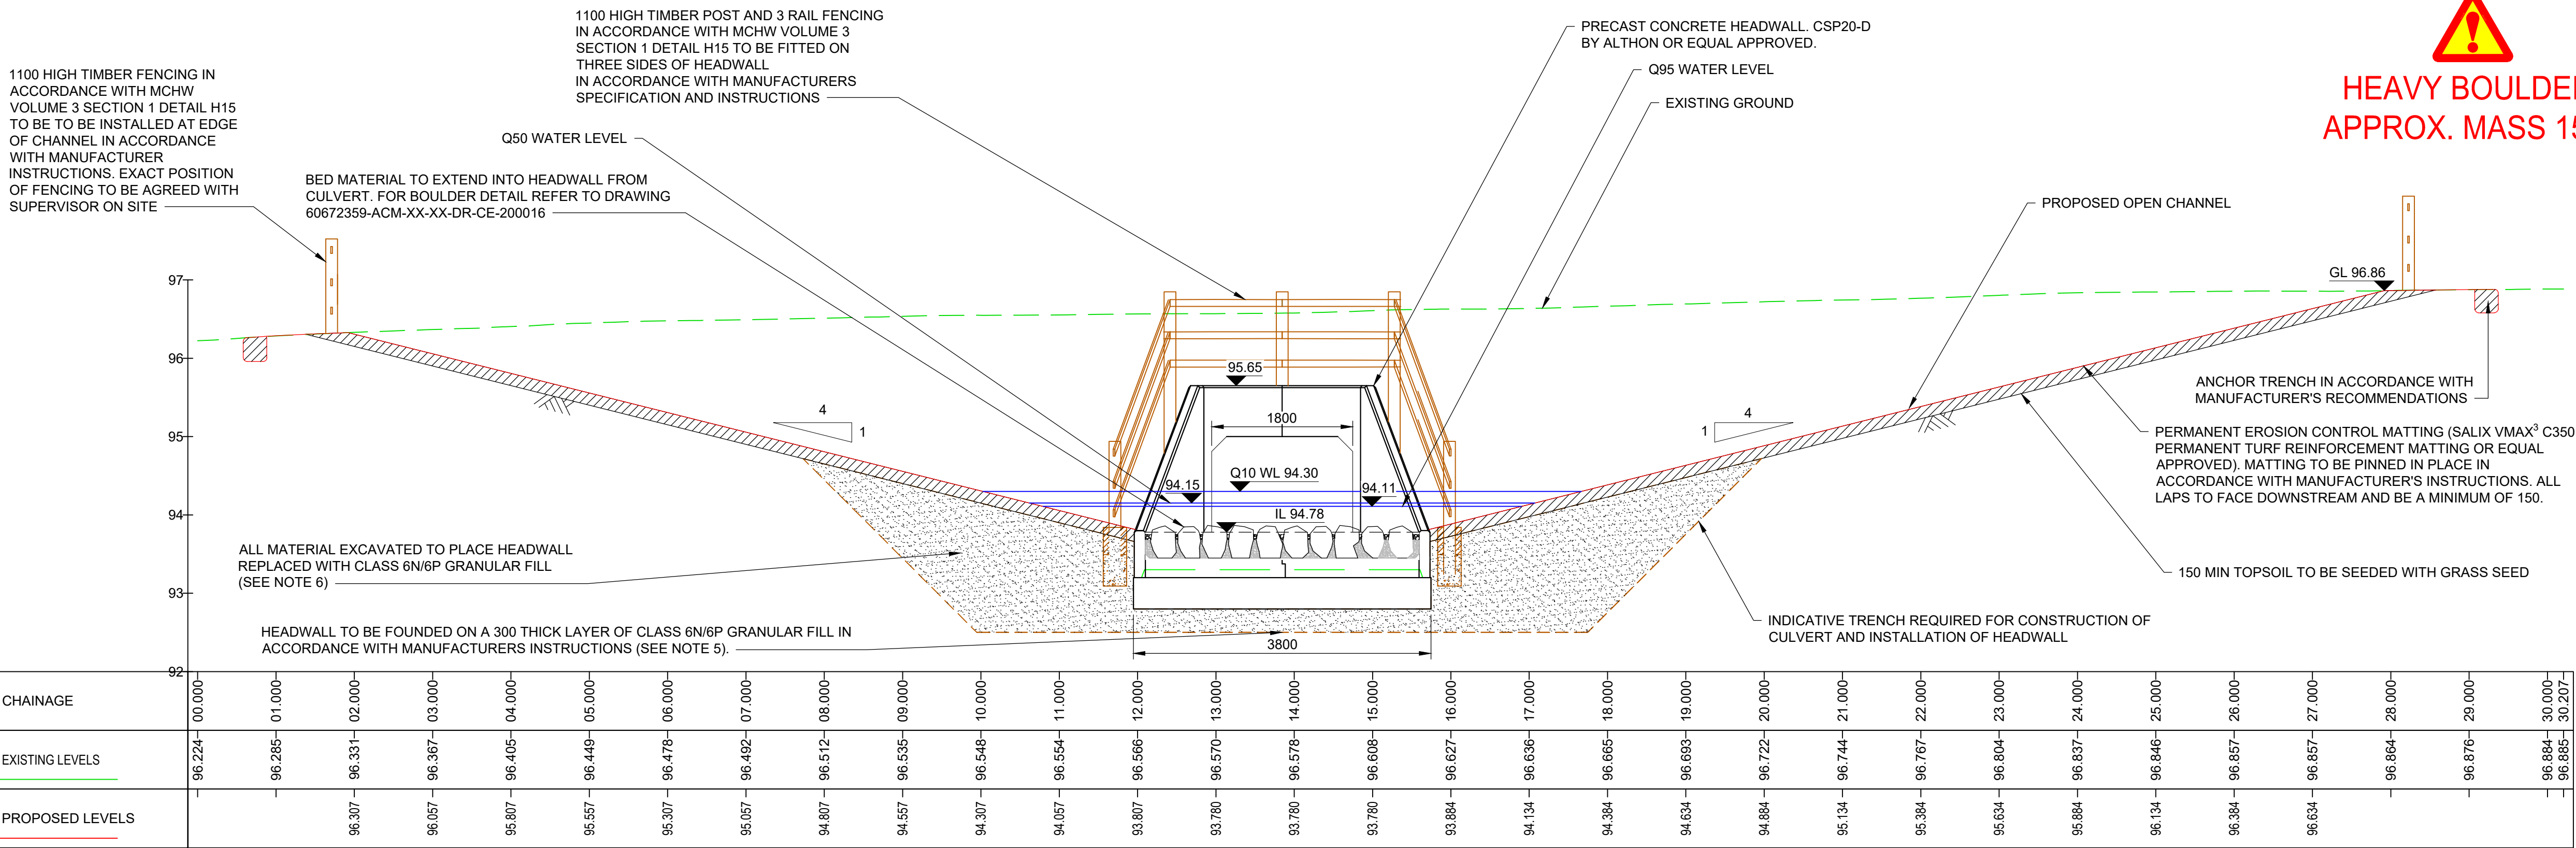 1100 HIGH TIMBER POST AND 3 RAIL FENCING
IN ACCORDANCE WITH MCHW VOLUME 3
SECTION 1 DETAIL H15 TO BE FITTED ON
THREE SIDES OF HEADWALL
IN ACCORDANCE WITH MANUFACTURERS
SPECIFICATION AND INSTRUCTIONS
PRECAST CONCRETE HEADWALL. CSP20-D
BY ALTHON OR EQUAL APPROVED.
Q95 WATER LEVEL
EXISTING GROUND
HEAVY BOULDE
APPROX. MASS 15
1100 HIGH TIMBER FENCING IN
ACCORDANCE WITH MCHW
VOLUME 3 SECTION 1 DETAIL H15
TO BE TO BE INSTALLED AT EDGE
OF CHANNEL IN ACCORDANCE
WITH MANUFACTURER
INSTRUCTIONS. EXACT POSITION
OF FENCING TO BE AGREED WITH
SUPERVISOR ON SITE
Q50 WATER LEVEL
BED MATERIAL TO EXTEND INTO HEADWALL FROM
CULVERT. FOR BOULDER DETAIL REFER TO DRAWING
60672359-ACM-XX-XX-DR-CE-200016
PROPOSED OPEN CHANNEL
97
96
95
94
93
92
GL 96.86
95.65
1800
4
1
1
4
Q10 WL 94.30
94.15
94.11
IL 94.78
ANCHOR TRENCH IN ACCORDANCE WITH
MANUFACTURER'S RECOMMENDATIONS
PERMANENT EROSION CONTROL MATTING (SALIX VMAX³ C350
PERMANENT TURF REINFORCEMENT MATTING OR EQUAL
APPROVED). MATTING TO BE PINNED IN PLACE IN
ACCORDANCE WITH MANUFACTURER'S INSTRUCTIONS. ALL
LAPS TO FACE DOWNSTREAM AND BE A MINIMUM OF 150.
ALL MATERIAL EXCAVATED TO PLACE HEADWALL
REPLACED WITH CLASS 6N/6P GRANULAR FILL
(SEE NOTE 6)
150 MIN TOPSOIL TO BE SEEDED WITH GRASS SEED
HEADWALL TO BE FOUNDED ON A 300 THICK LAYER OF CLASS 6N/6P GRANULAR FILL IN
ACCORDANCE WITH MANUFACTURERS INSTRUCTIONS (SEE NOTE 5).
INDICATIVE TRENCH REQUIRED FOR CONSTRUCTION OF
CULVERT AND INSTALLATION OF HEADWALL
3800
CHAINAGE 00.000 01.000 02.000 03.000 04.000 05.000 06.000 07.000 08.000 09.000 10.000 11.000 12.000 13.000 14.000 15.000 16.000 17.000 18.000 19.000 20.000 21.000 22.000 23.000 24.000 25.000 26.000 27.000 28.000 29.000 30.000 30.207
EXISTING LEVELS 96.224 96.285 96.331 96.367 96.405 96.449 96.478 96.492 96.512 96.535 96.548 96.554 96.566 96.570 96.578 96.608 96.627 96.636 96.665 96.693 96.722 96.744 96.767 96.804 96.837 96.846 96.857 96.857 96.864 96.876 96.884 96.885
PROPOSED LEVELS 96.307 96.057 95.807 95.557 95.307 95.057 94.807 94.557 94.307 94.057 93.807 93.780 93.780 93.780 93.884 94.134 94.384 94.634 94.884 95.134 95.384 95.634 95.884 96.134 96.384 96.634